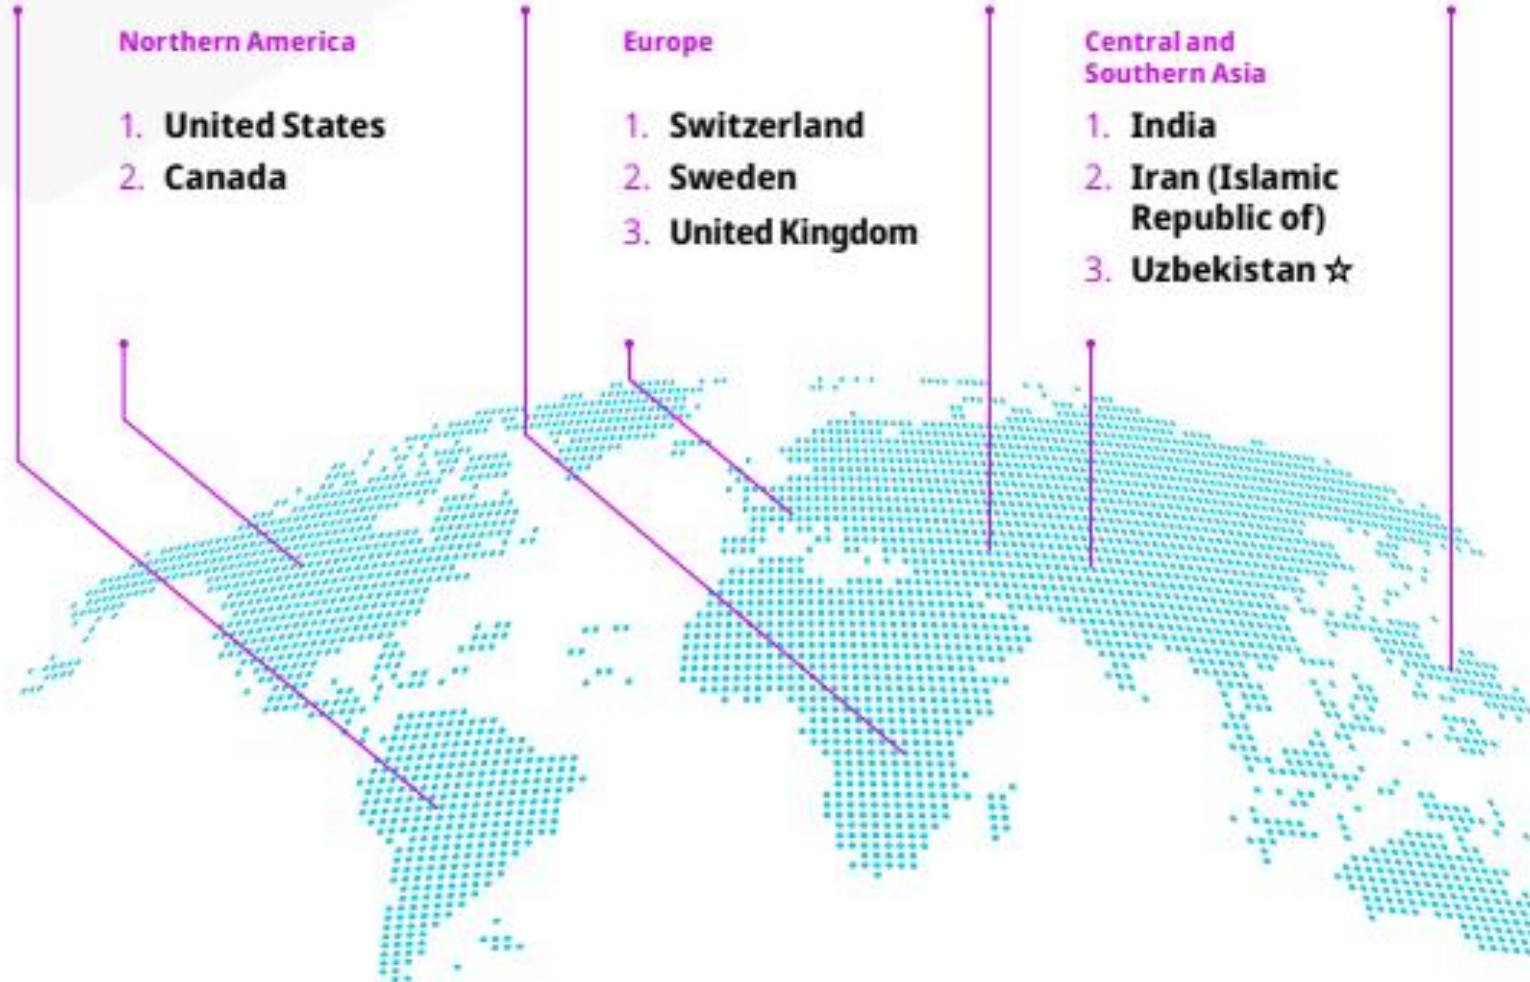 Northern America
1. United States
2. Canada
Europe
1. Switzerland
2. Sweden
3. United Kingdom
Central and
Southern Asia
1. India
2. Iran (Islamic
Republic of)
3. Uzbekistan ☆